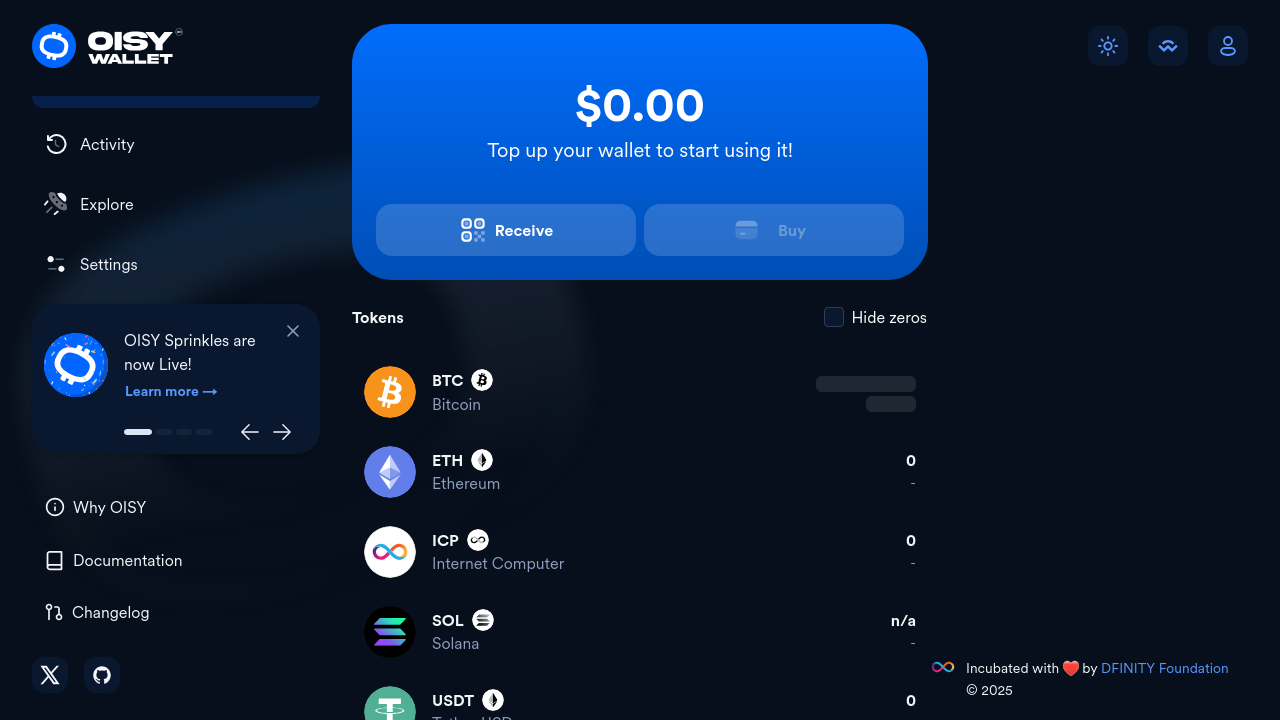 OISY
WALLET
Activity
Explore
Settings
OISY Sprinkles are
now Live!
Learn more →
Why OISY
Documentation
Changelog
$0.00
Top up your wallet to start using it!
Receive
Buy
Tokens
Hide zeros
BTC
Bitcoin
ETH
0
Ethereum
-
ICP
0
Internet Computer
-
SOL
n/a
Solana
-
USDT
0
Tether USD
Incubated with ❤️ by DFINITY Foundation
© 2025